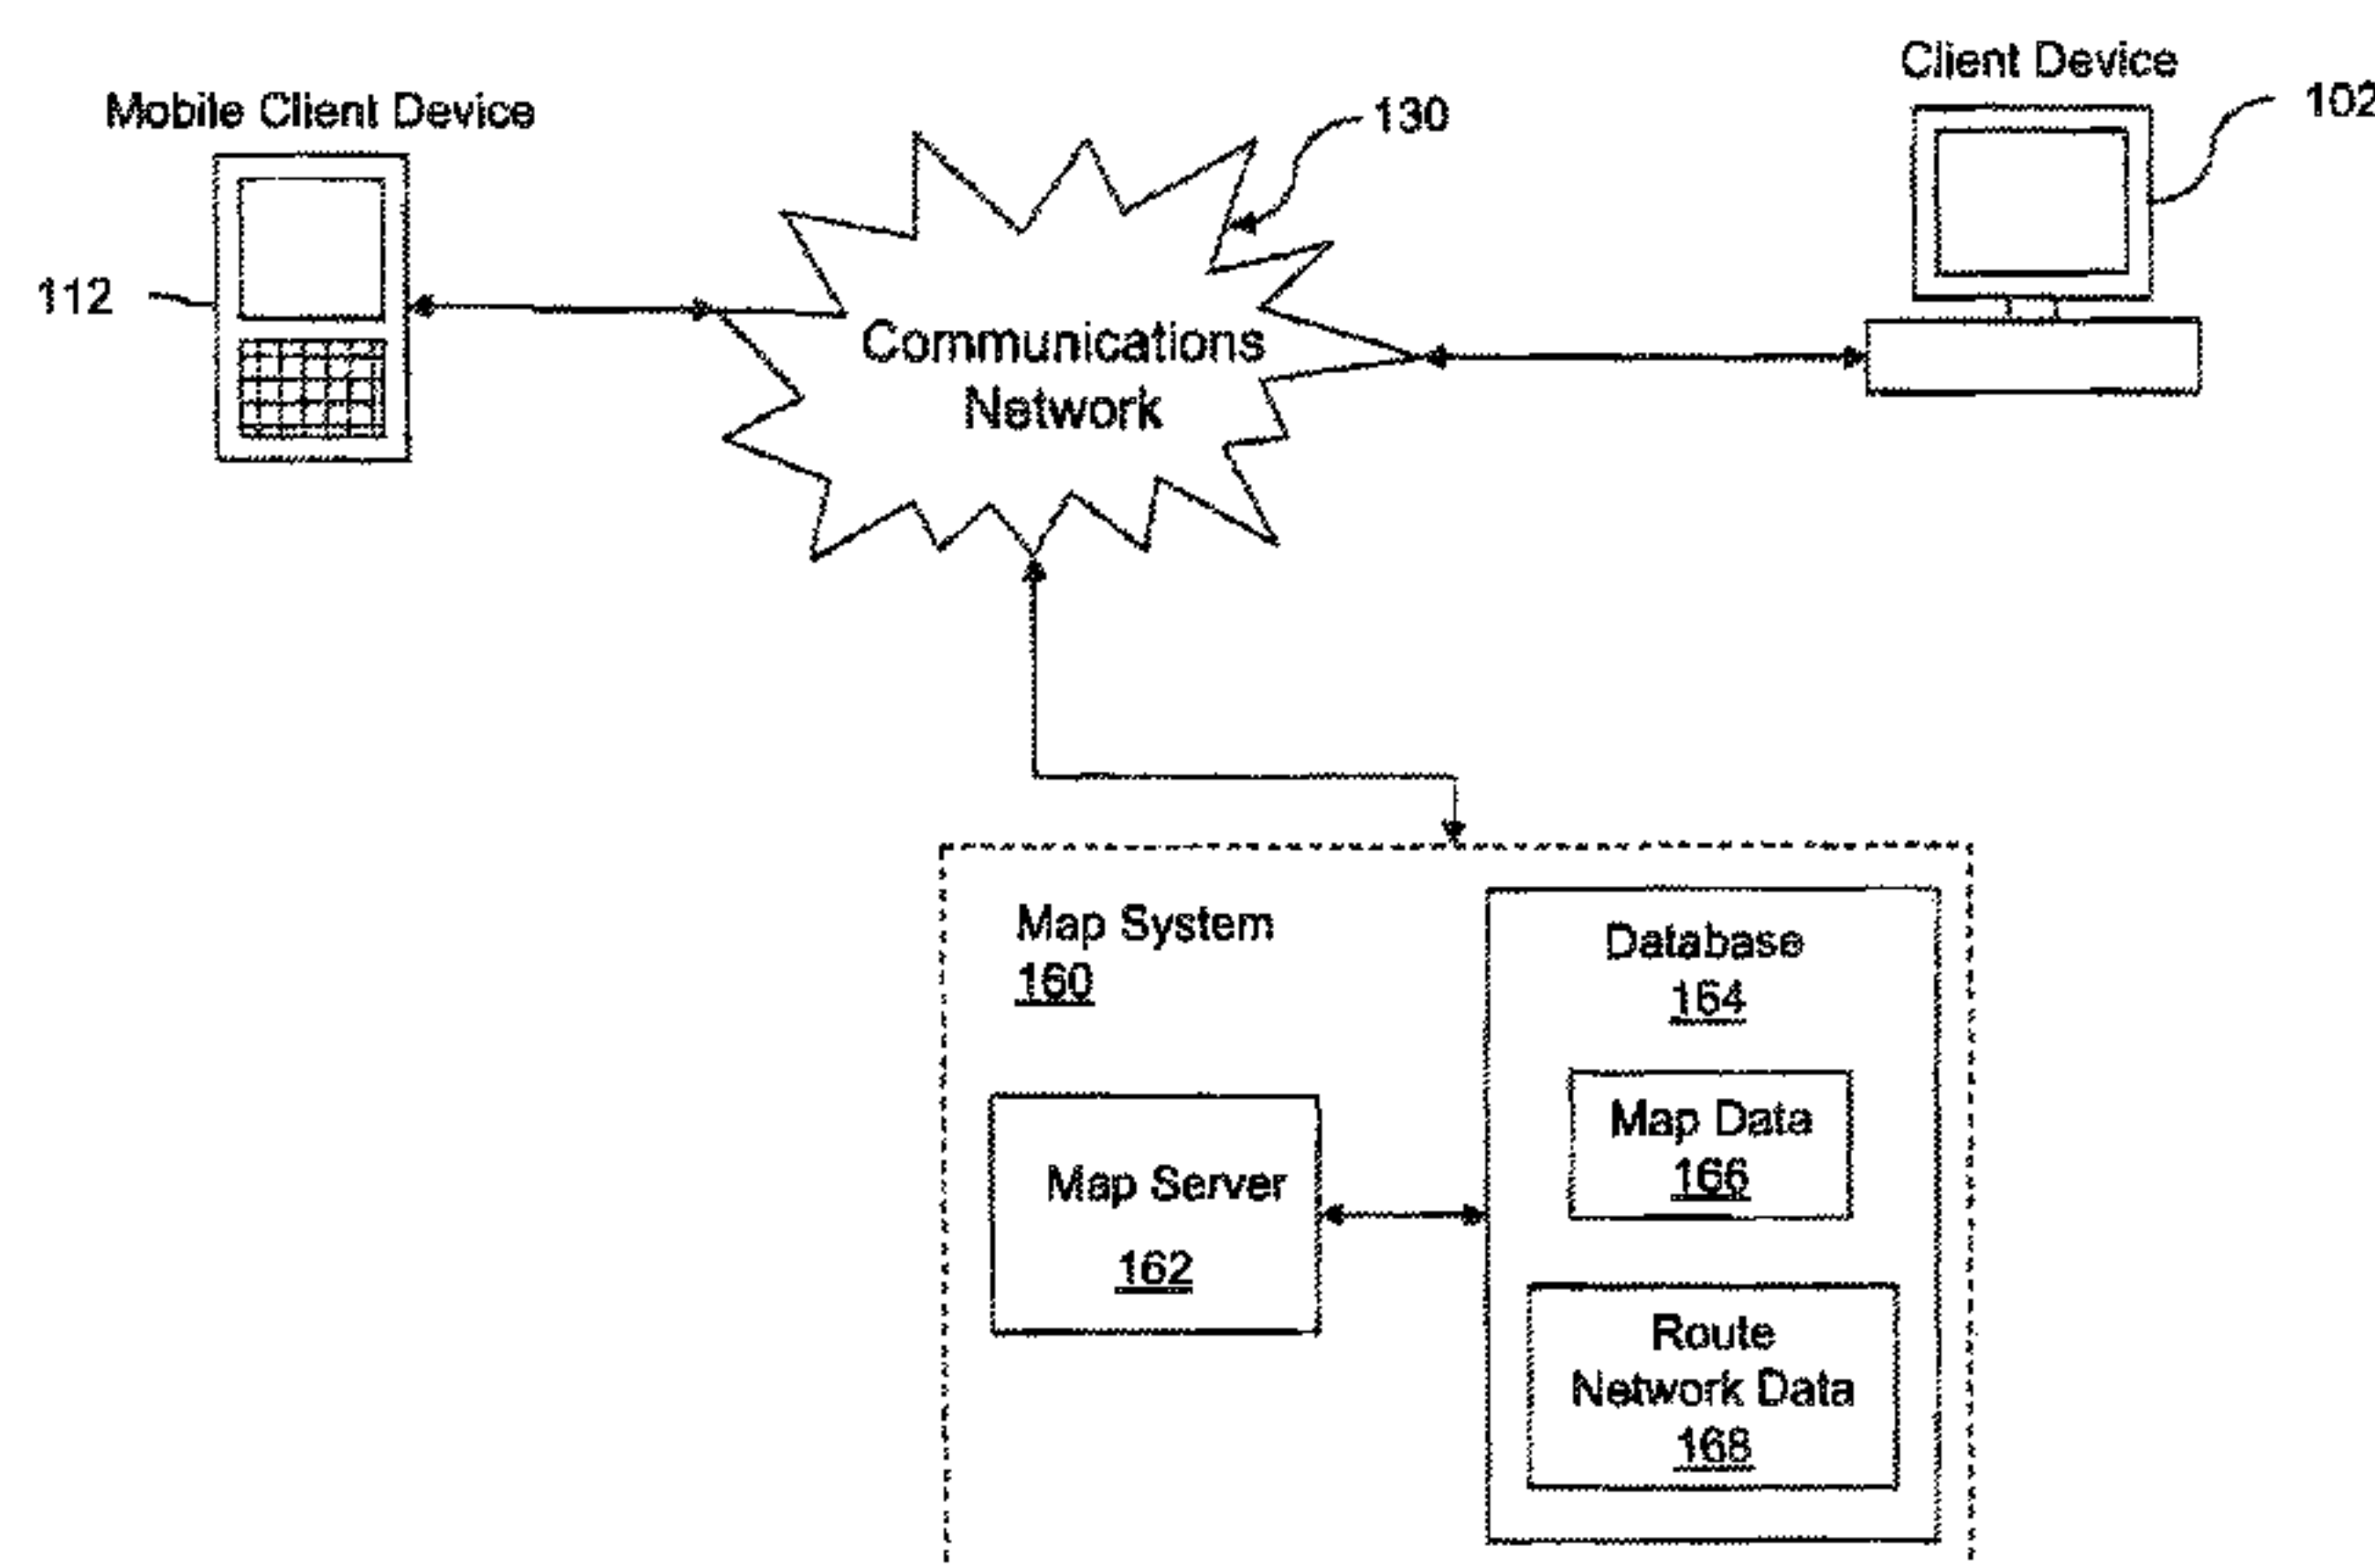 Client Device
102
Mobile Client Device
130
112
Communications
Network
Map System
160
Database
164
Map Data
166
Map Server
162
Route
Network Data
168